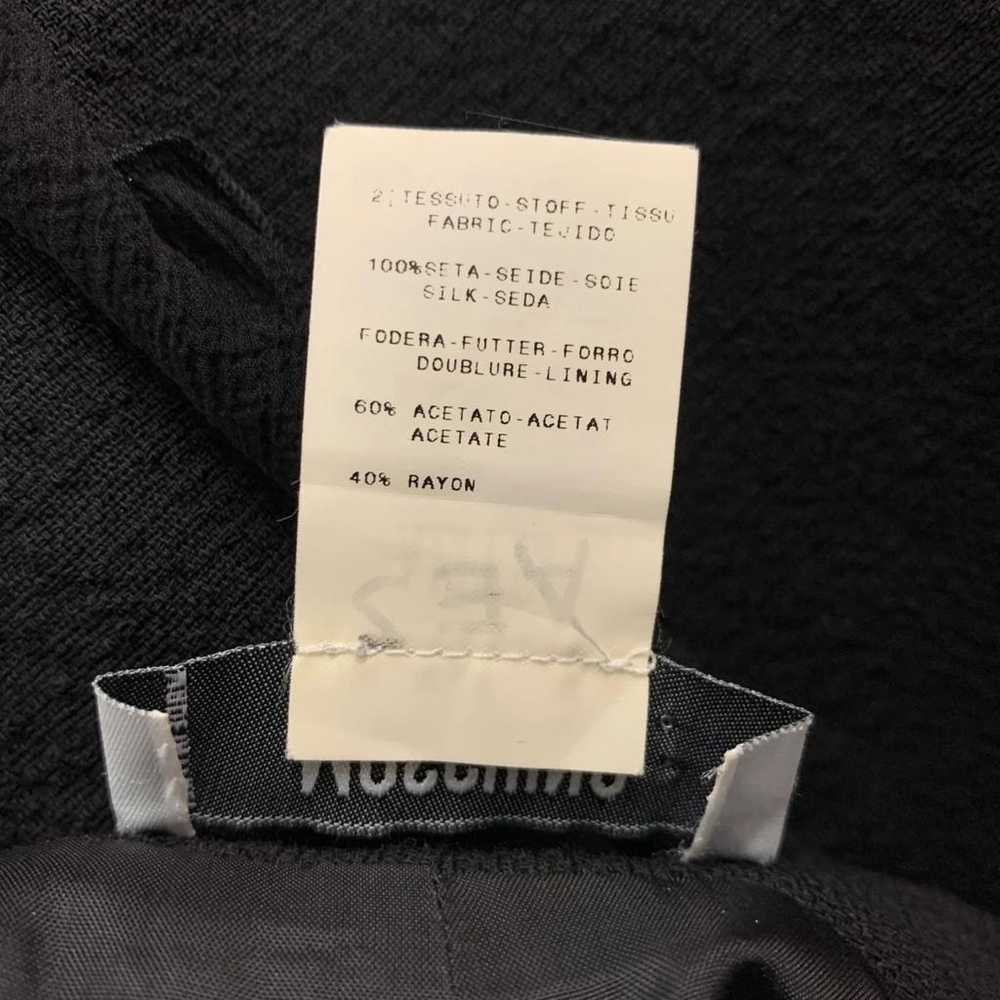 2) TESSUTO-STOFF-TISSU
FABRIC-TEJIDO
100%SETA-SEIDE-SOIE
SILK-SEDA
FODERA-FUTTER-FORRO
DOUBLURE-LINING
60% ACETATO-ACETAT
ACETATE
40% RAYON
MOSCHINO